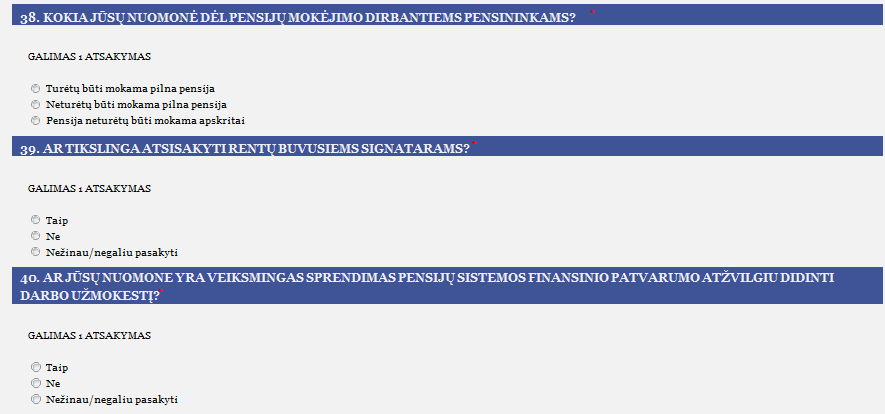 38. KOKIA JŪSŲ NUOMONĖ DĖL PENSIJŲ MOKĖJIMO DIRBANTIEMS PENSININKAMS? *
GALIMAS 1 ATSAKYMAS
Turėtų būti mokama pilna pensija
Neturėtų būti mokama pilna pensija
Pensija neturėtų būti mokama apskritai
39. AR TIKSLINGA ATSISAKYTI RENTŲ BUVUSIEMS SIGNATARAMS? *
GALIMAS 1 ATSAKYMAS
Taip
Ne
Nežinau/negaliu pasakyti
40. AR JŪSŲ NUOMONE YRA VEIKSMINGAS SPRENDIMAS PENSIJŲ SISTEMOS FINANSINIO PATVARUMO ATŽVILGIU DIDINTI
DARBO UŽMOKESTĮ? *
GALIMAS 1 ATSAKYMAS
Taip
Ne
Nežinau/negaliu pasakyti